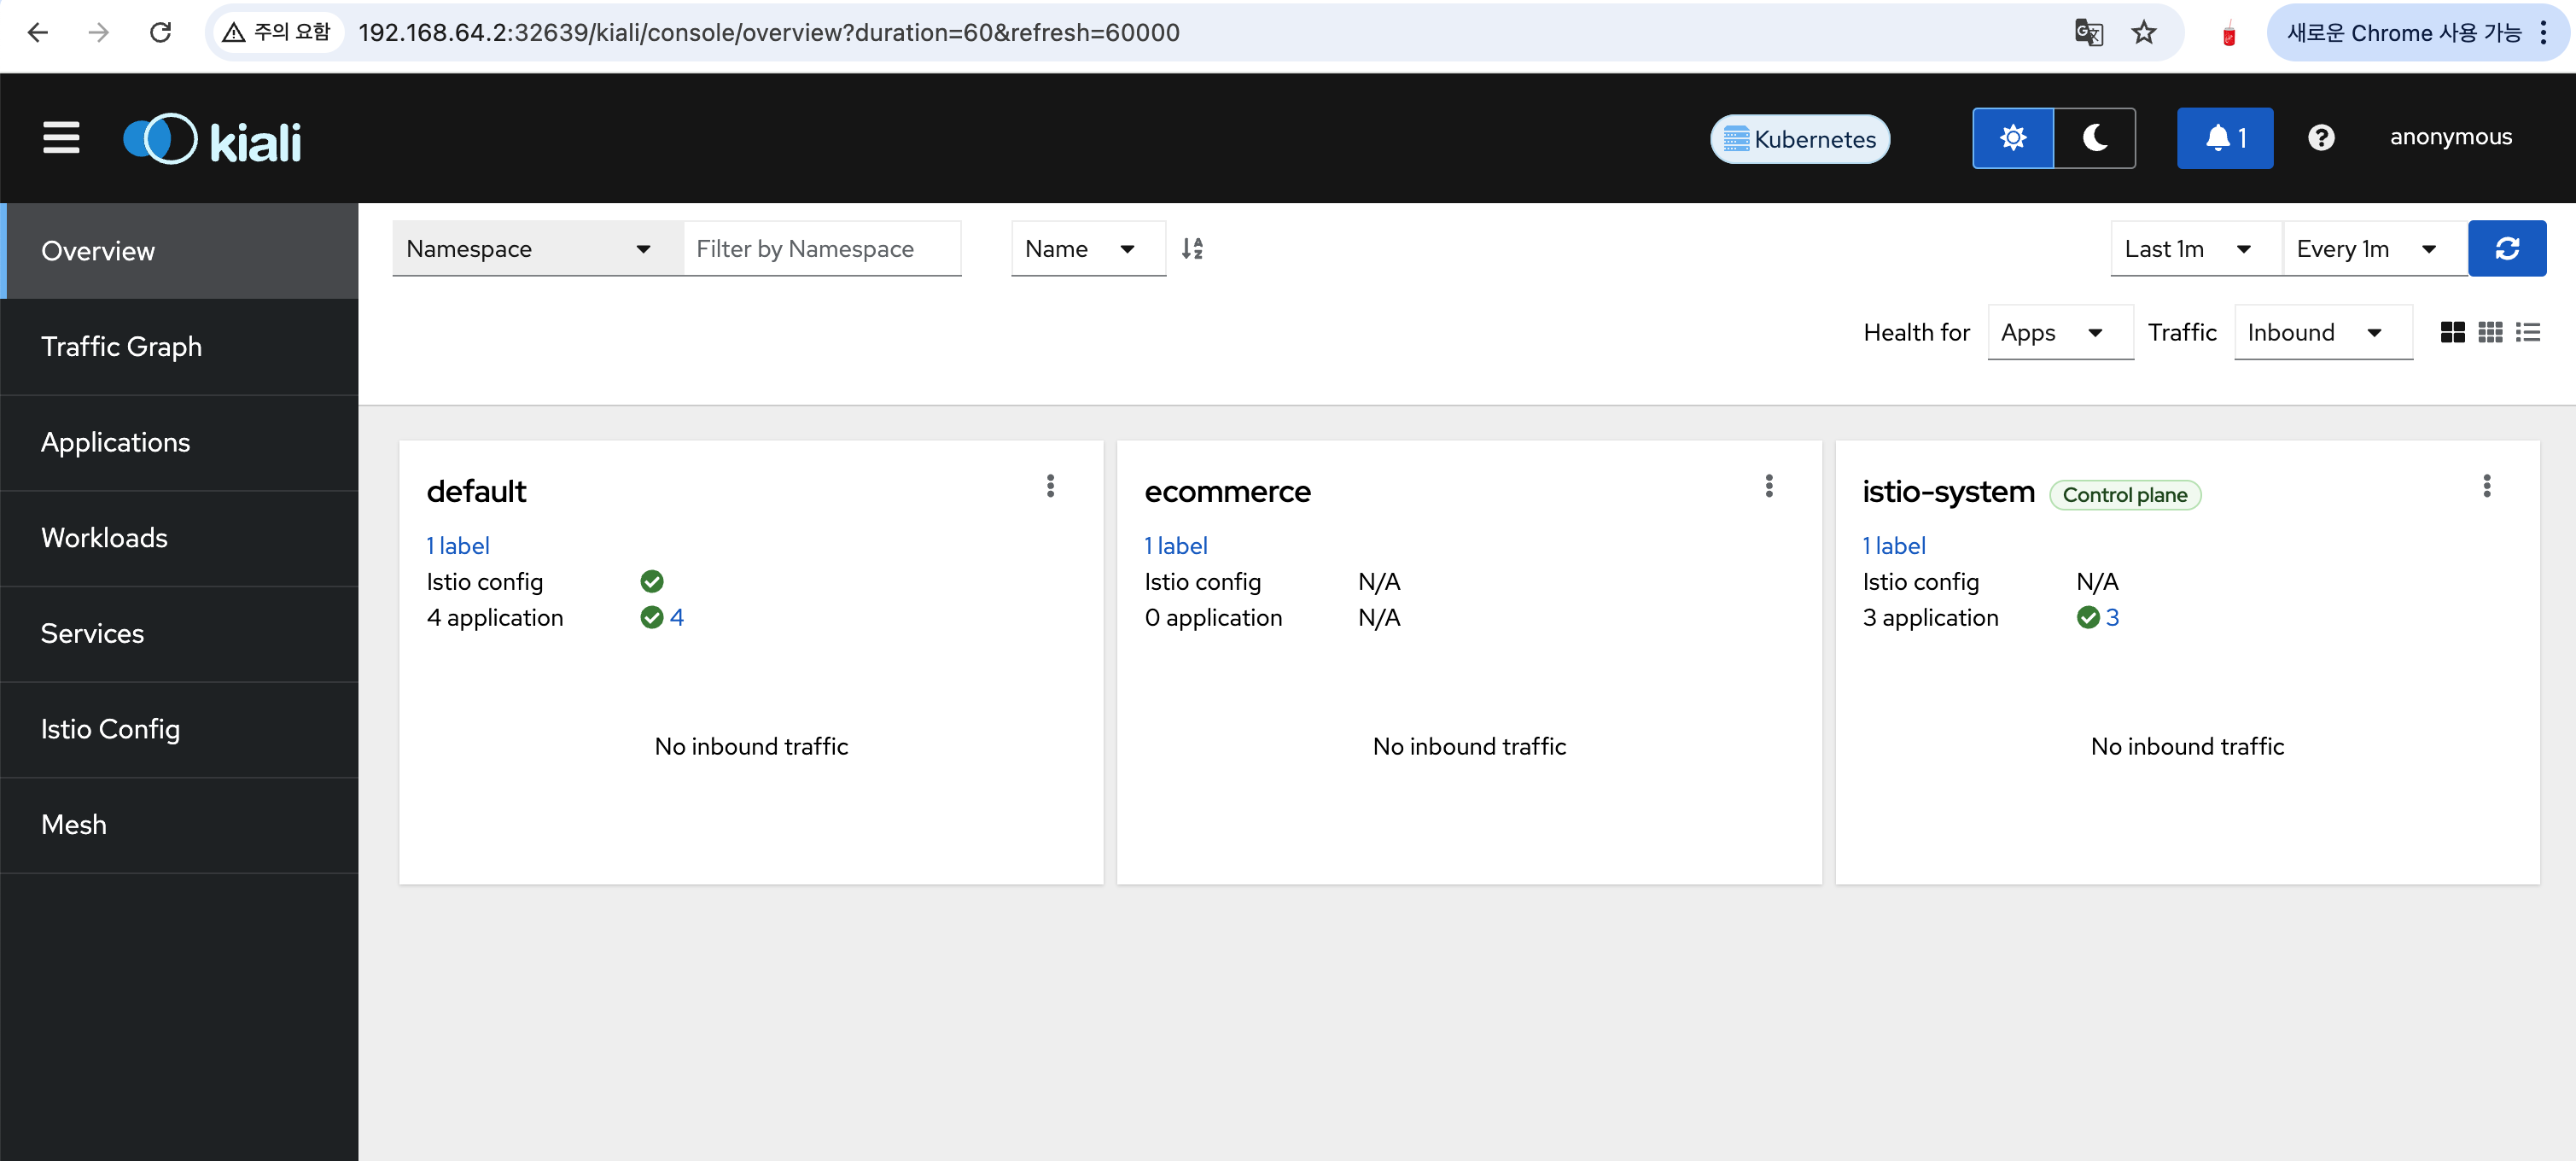 주의 요함
192.168.64.2:32639/kiali/console/overview?duration=60&refresh=60000
새로운 Chrome 사용 가능
kiali
Kubernetes
1
anonymous
Overview
Traffic Graph
Applications
Workloads
Services
Istio Config
Mesh
Namespace
Filter by Namespace
Name
Last 1m
Every 1m
Health for
Apps
Traffic
Inbound
default
1 label
Istio config
4 application
4
No inbound traffic
ecommerce
1 label
Istio config N/A
0 application N/A
No inbound traffic
istio-system Control plane
1 label
Istio config N/A
3 application 3
No inbound traffic